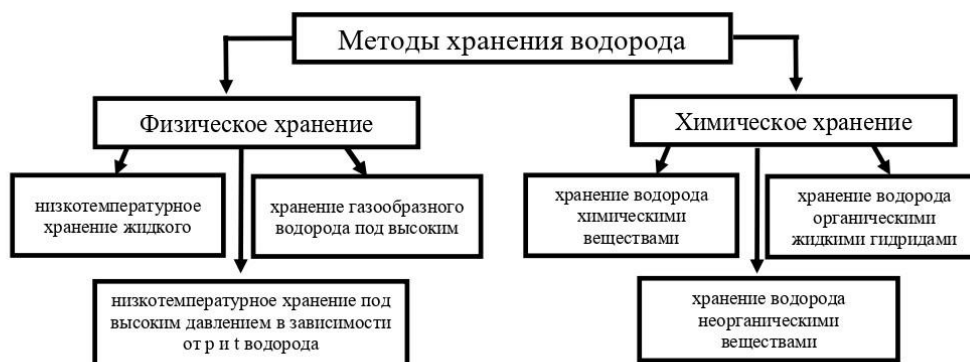 Методы хранения водорода
Физическое хранение
Химическое хранение
низкотемпературное
хранение жидкого
хранение газообразного
водорода под высоким
хранение водорода
химическими
веществами
хранение водорода
органическими
жидкими гидридами
низкотемпературное хранение под
высоким давлением в зависимости
от p и t водорода
хранение водорода
неорганическими
веществами